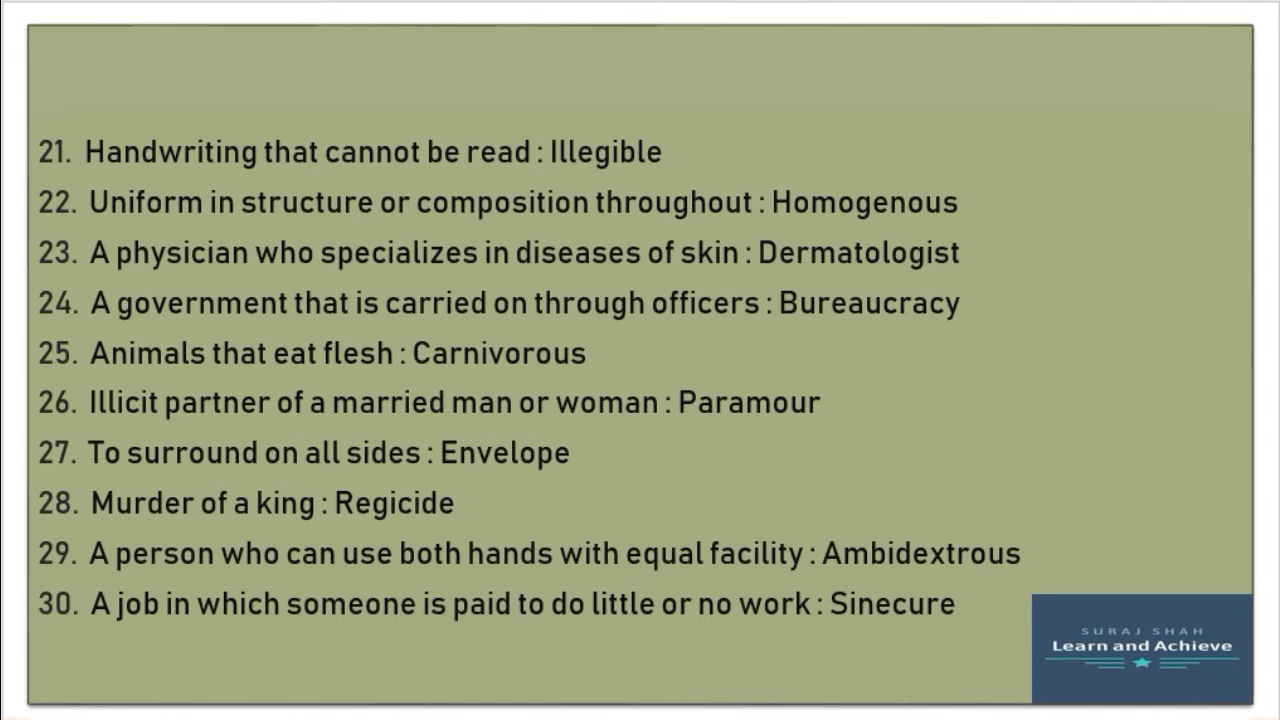 21. Handwriting that cannot be read : Illegible
22. Uniform in structure or composition throughout : Homogenous
23. A physician who specializes in diseases of skin : Dermatologist
24. A government that is carried on through officers : Bureaucracy
25. Animals that eat flesh : Carnivorous
26. Illicit partner of a married man or woman : Paramour
27. To surround on all sides : Envelope
28. Murder of a king : Regicide
29. A person who can use both hands with equal facility : Ambidextrous
30. A job in which someone is paid to do little or no work : Sinecure
SURAJ SHAH
Learn and Achieve